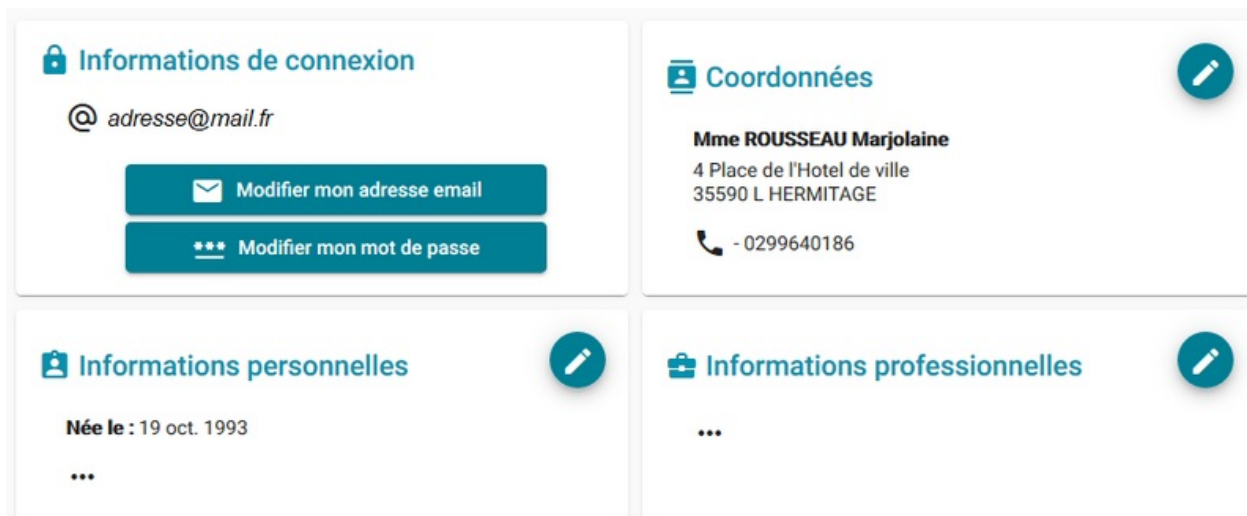 Informations de connexion
@ adresse@mail.fr
Modifier mon adresse email
*** Modifier mon mot de passe
Coordonnées
Mme ROUSSEAU Marjolaine
4 Place de l'Hotel de ville
35590 L HERMITAGE
- 0299640186
Informations personnelles
Née le : 19 oct. 1993
...
Informations professionnelles
...